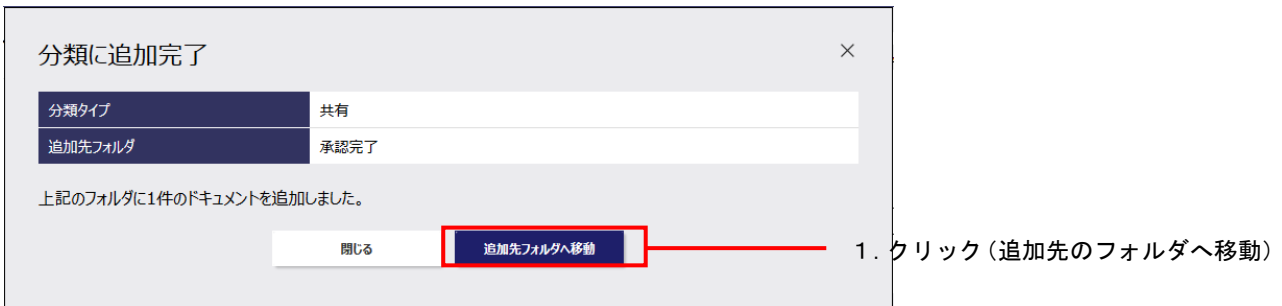 分類に追加完了
×
分類タイプ 共有
追加先フォルダ 承認完了
上記のフォルダに1件のドキュメントを追加しました。
閉じる 追加先フォルダへ移動
１．クリック（追加先のフォルダへ移動）